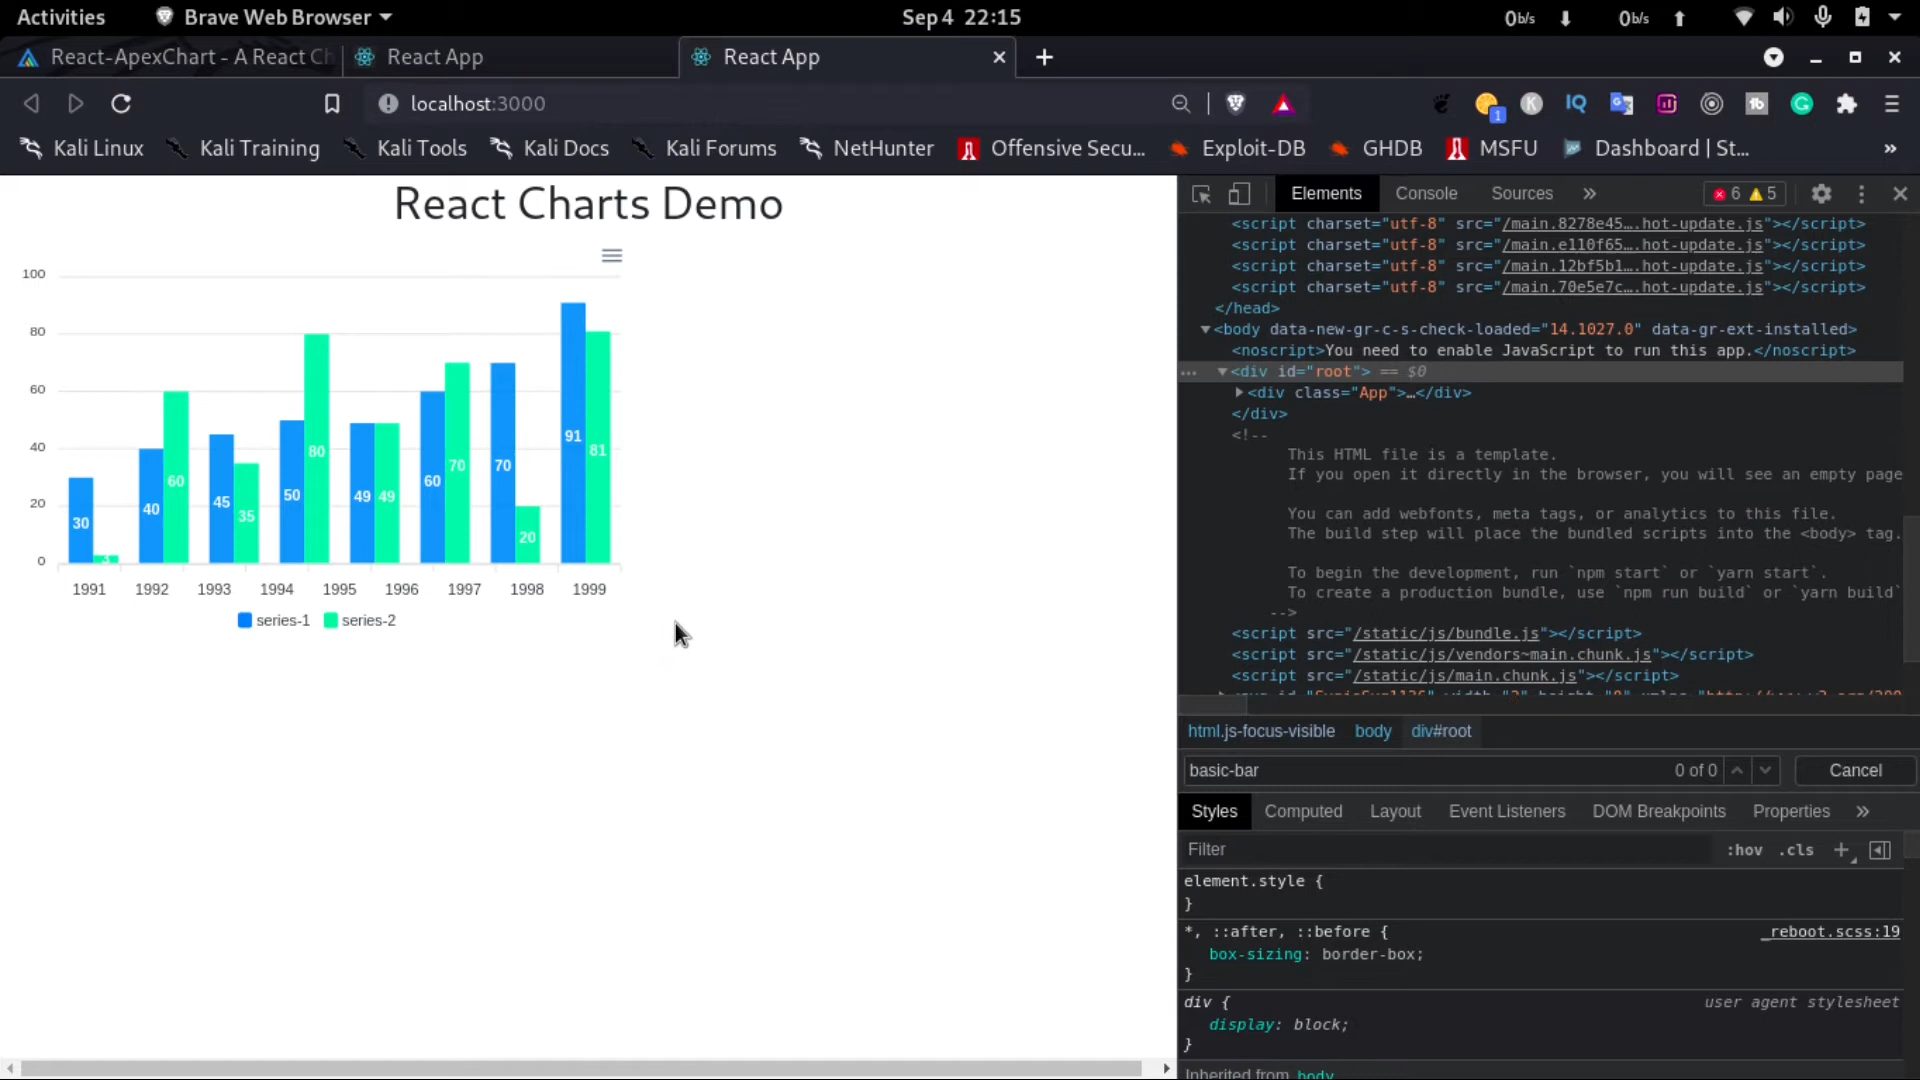 Activities
Brave Web Browser
Sep 4 22:15
0b/s
0b/s
React-ApexChart - A React Ch
React App
React App
localhost:3000
1
K
IQ
tb
Kali Linux
Kali Training
Kali Tools
Kali Docs
Kali Forums
NetHunter
Offensive Secu...
Exploit-DB
GHDB
MSFU
Dashboard | St...
»
React Charts Demo
100
80
60
40
20
0
30
3
40
60
45
35
50
80
49
49
60
70
70
20
91
81
1991
1992
1993
1994
1995
1996
1997
1998
1999
series-1
series-2
Elements
Console
Sources
»
6
5
<script charset="utf-8" src="/main.8278e45….hot-update.js"></script>
<script charset="utf-8" src="/main.e110f65….hot-update.js"></script>
<script charset="utf-8" src="/main.12bf5b1….hot-update.js"></script>
<script charset="utf-8" src="/main.70e5e7c….hot-update.js"></script>
</head>
<body data-new-gr-c-s-check-loaded="14.1027.0" data-gr-ext-installed>
<noscript>You need to enable JavaScript to run this app.</noscript>
<div id="root"> == $0
<div class="App">…</div>
</div>
<!--
This HTML file is a template.
If you open it directly in the browser, you will see an empty page
You can add webfonts, meta tags, or analytics to this file.
The build step will place the bundled scripts into the <body> tag.
To begin the development, run `npm start` or `yarn start`.
To create a production bundle, use `npm run build` or `yarn build`
-->
<script src="/static/js/bundle.js"></script>
<script src="/static/js/vendors~main.chunk.js"></script>
<script src="/static/js/main.chunk.js"></script>
html.js-focus-visible
body
div#root
basic-bar
0 of 0
Cancel
Styles
Computed
Layout
Event Listeners
DOM Breakpoints
Properties
»
Filter
:hov
.cls
element.style {
}
*, ::after, ::before {
_reboot.scss:19
box-sizing: border-box;
}
div {
user agent stylesheet
display: block;
}
Inherited from body